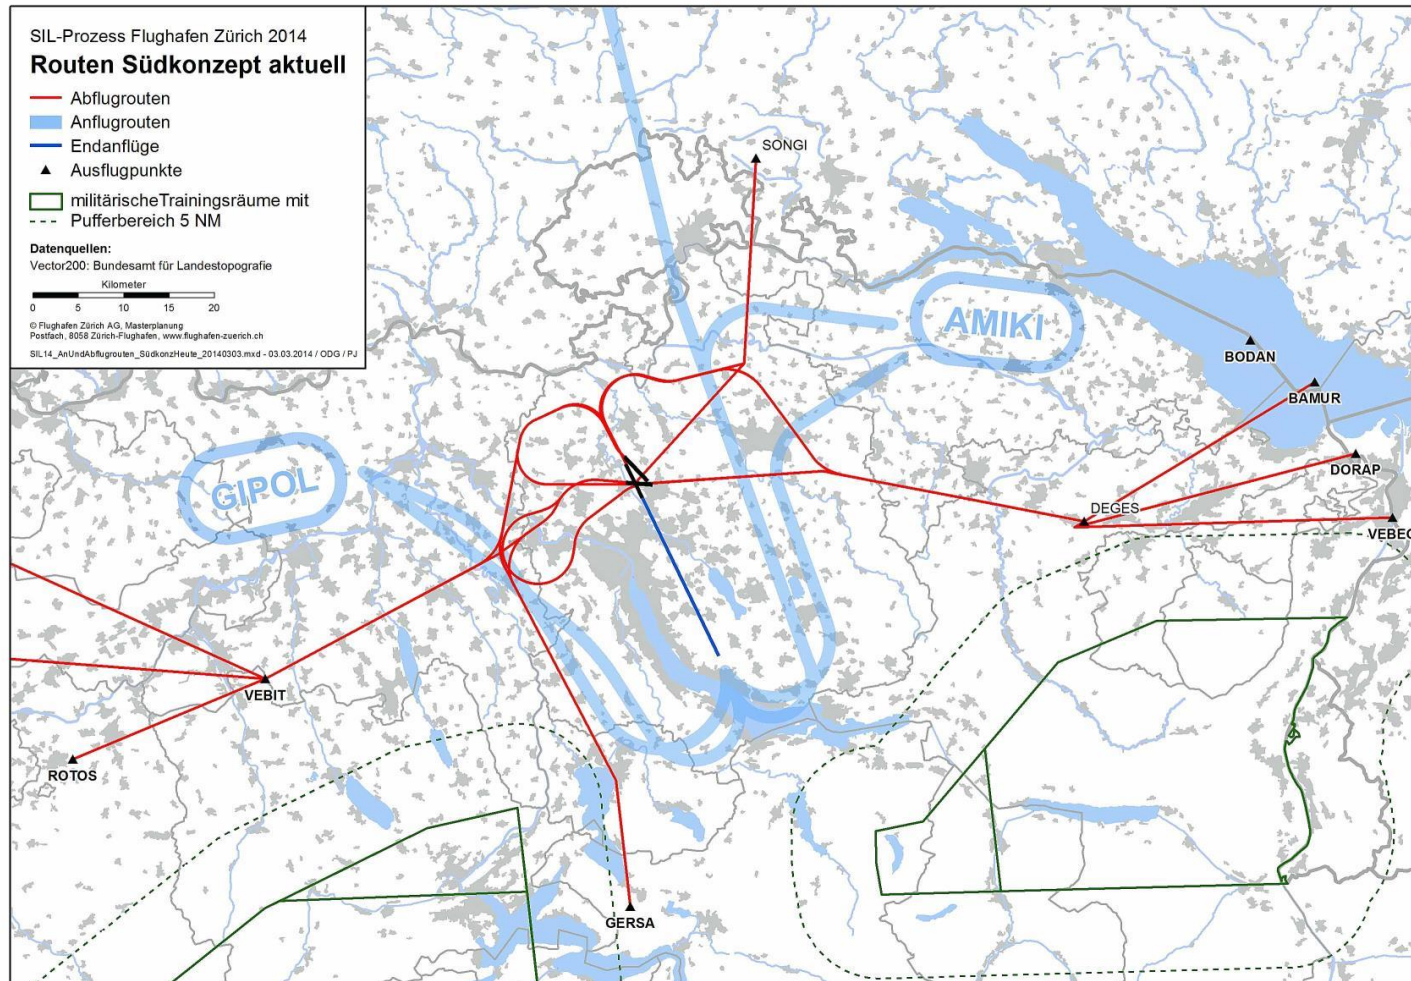 SIL-Prozess Flughafen Zürich 2014
Routen Südkonzept aktuell
Abflugrouten
Anflugrouten
Endanflüge
Ausflugpunkte
militärischeTrainingsräume mit
Pufferbereich 5 NM
Datenquellen:
Vector200: Bundesamt für Landestopografie
Kilometer
0 5 10 15 20
© Flughafen Zürich AG, Masterplanung
Postfach, 8058 Zürich-Flughafen, www.flughafen-zuerich.ch
SIL14_AnUndAbflugrouten_SüdkonzHeute_20140303.mxd - 03.03.2014 / ODG / PJ
SONGI
AMIKI
BODAN
BAMUR
DORAP
GIPOL
DEGES
VEBEG
VEBIT
ROTOS
GERSA